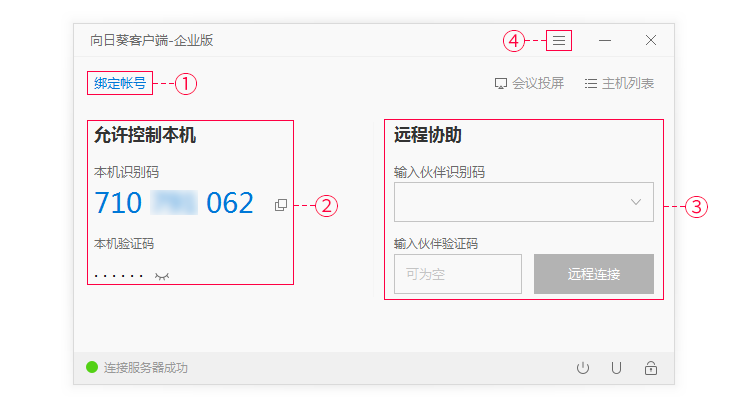 向日葵客户端-企业版
④
绑定帐号
①
会议投屏
主机列表
允许控制本机
本机识别码
710 062
②
本机验证码
远程协助
输入伙伴识别码
③
输入伙伴验证码
可为空
远程连接
连接服务器成功